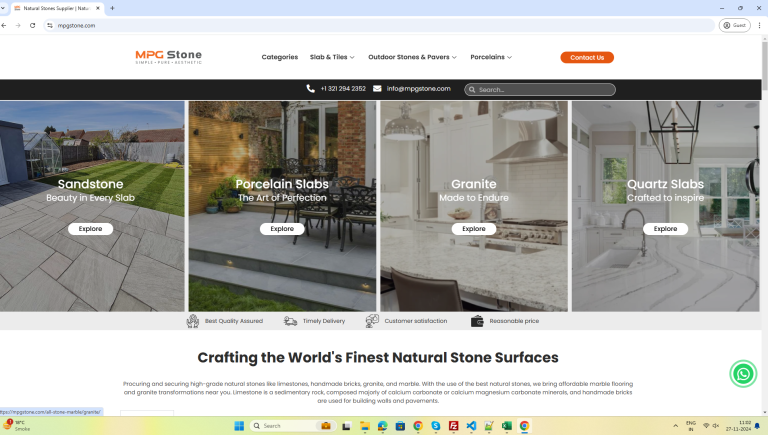 Natural Stones Supplier | Natu
mpgstone.com
Guest
MPG Stone
SIMPLE • PURE • AESTHETIC
Categories
Slab & Tiles
Outdoor Stones & Pavers
Porcelains
Contact Us
+1 321 294 2352
info@mpgstone.com
Search...
Sandstone
Beauty in Every Slab
Explore
Porcelain Slabs
The Art of Perfection
Explore
Granite
Made to Endure
Explore
Quartz Slabs
Crafted to inspire
Explore
Best Quality Assured
Timely Delivery
Customer satisfaction
Reasonable price
Crafting the World's Finest Natural Stone Surfaces
Procuring and securing high-grade natural stones like limestones, handmade bricks, granite, and marble. With the use of the best natural stones, we bring affordable marble flooring
and granite transformations near you. Limestone is a sedimentary rock, composed majorly of calcium carbonate or calcium magnesium carbonate minerals, and handmade bricks
are used for building walls and pavements.
ttps://mpgstone.com/all-stone-marble/granite/
18°C
Smoke
Search
ENG
IN
11:02
27-11-2024